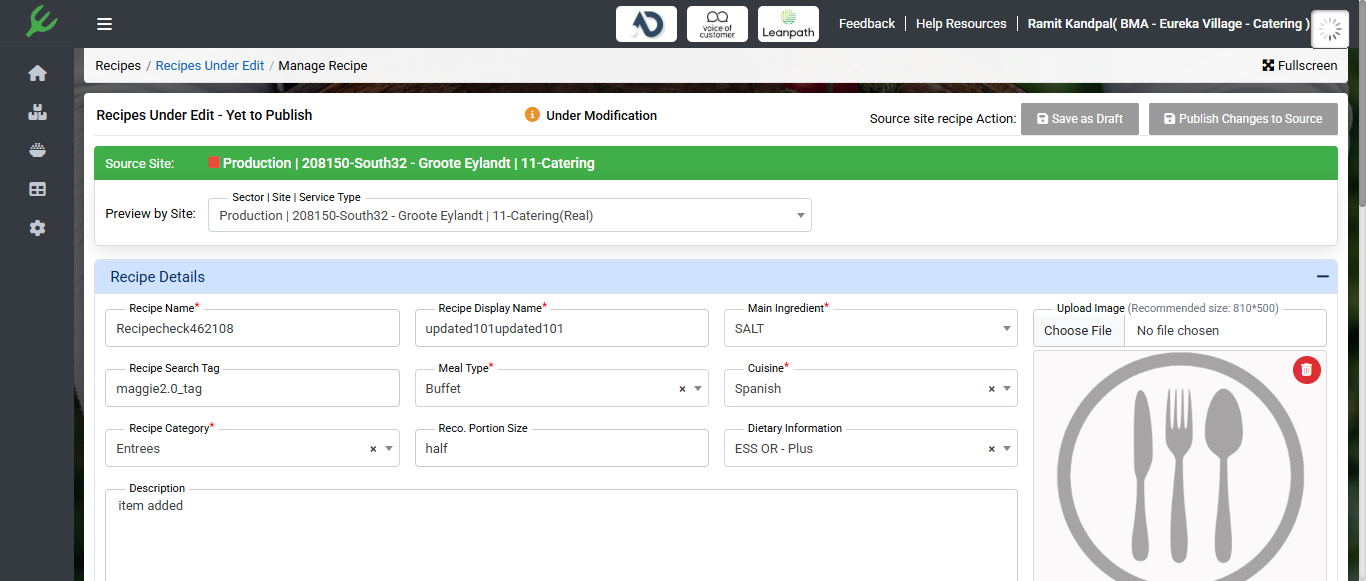 voice of
customer
Leanpath
Feedback | Help Resources | Ramit Kandpal( BMA - Eureka Village - Catering )
Recipes / Recipes Under Edit / Manage Recipe
Fullscreen
Recipes Under Edit - Yet to Publish
Under Modification
Source site recipe Action:
Save as Draft
Publish Changes to Source
Source Site:
Production | 208150-South32 - Groote Eylandt | 11-Catering
Preview by Site:
Sector | Site | Service Type
Production | 208150-South32 - Groote Eylandt | 11-Catering(Real)
Recipe Details
Recipe Name*
Recipecheck462108
Recipe Display Name*
updated101updated101
Main Ingredient*
SALT
Upload Image (Recommended size: 810*500)
Choose File
No file chosen
Recipe Search Tag
maggie2.0_tag
Meal Type*
Buffet
×
Cuisine*
Spanish
×
Recipe Category*
Entrees
×
Reco. Portion Size
half
Dietary Information
ESS OR - Plus
×
Description
item added